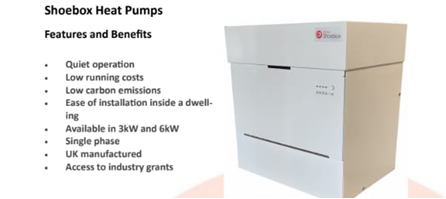 Shoebox Heat Pumps
Features and Benefits
• Quiet operation
• Low running costs
• Low carbon emissions
• Ease of installation inside a dwell-
ing
• Available in 3kW and 6kW
• Single phase
• UK manufactured
• Access to industry grants
Shoebox